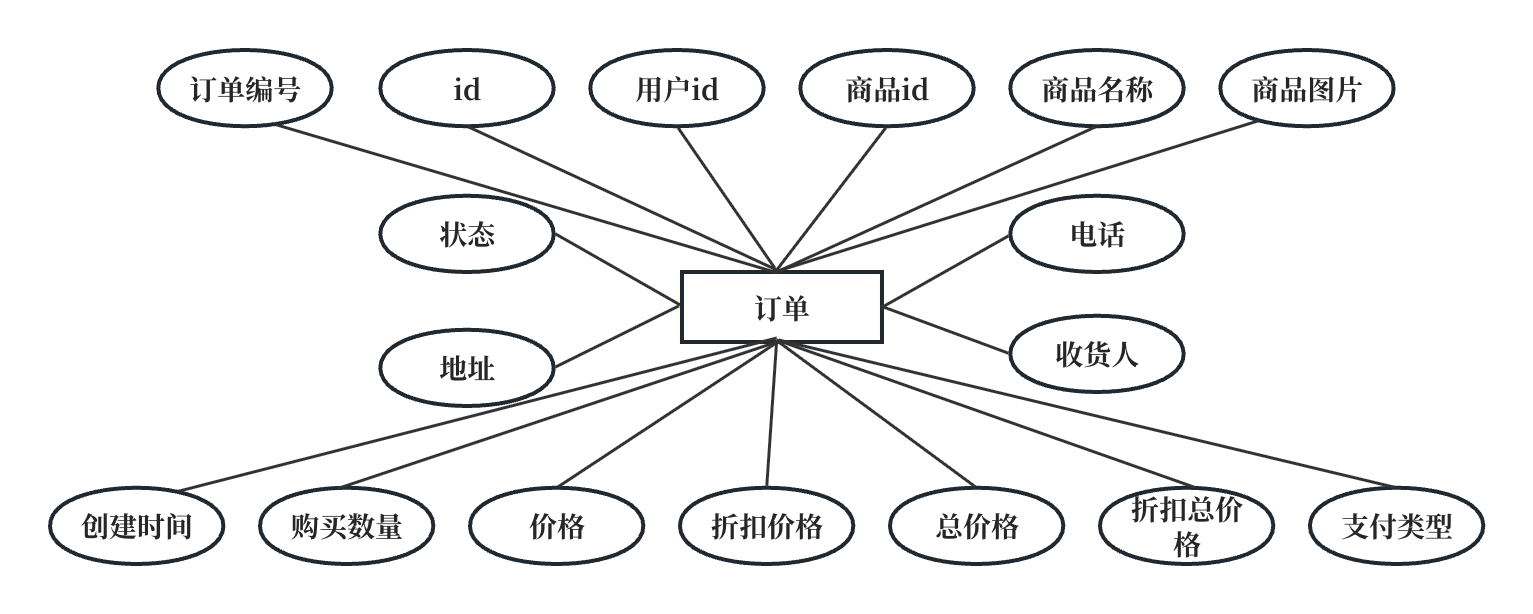 订单编号
id
用户id
商品id
商品名称
商品图片
状态
电话
订单
地址
收货人
创建时间
购买数量
价格
折扣价格
总价格
折扣总价
格
支付类型